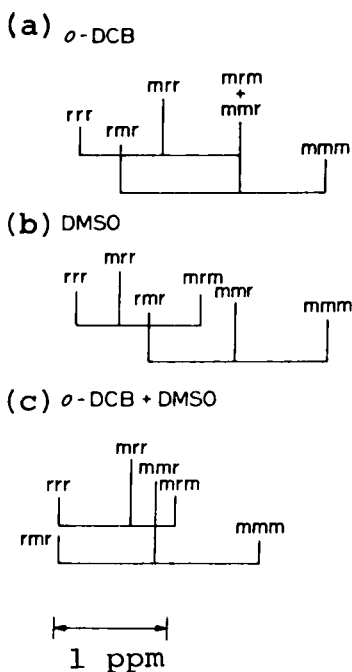 (a) o-DCB
mrm
+
mrr mmr
rrr rmr mmm
(b) DMSO
mrr
rrr rmr mrm mmr mmm
(c) o-DCB + DMSO
mrr
mmr
rrr mrm
rmr mmm
1 ppm